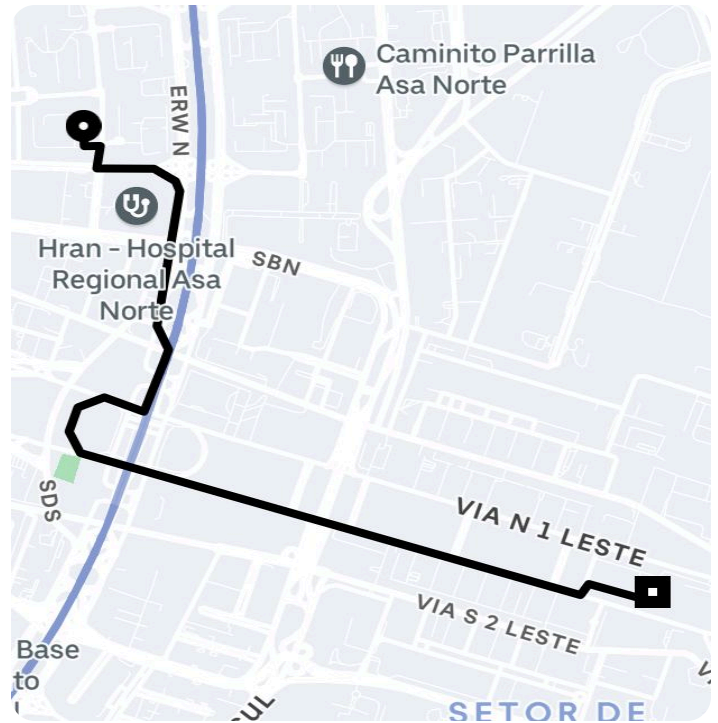 Caminito Parrilla
Asa Norte
ERW N
Hran - Hospital
Regional Asa
Norte
SBN
SDS
VIA N 1 LESTE
VIA S 2 LESTE
Base
to
SUL
SETOR DE